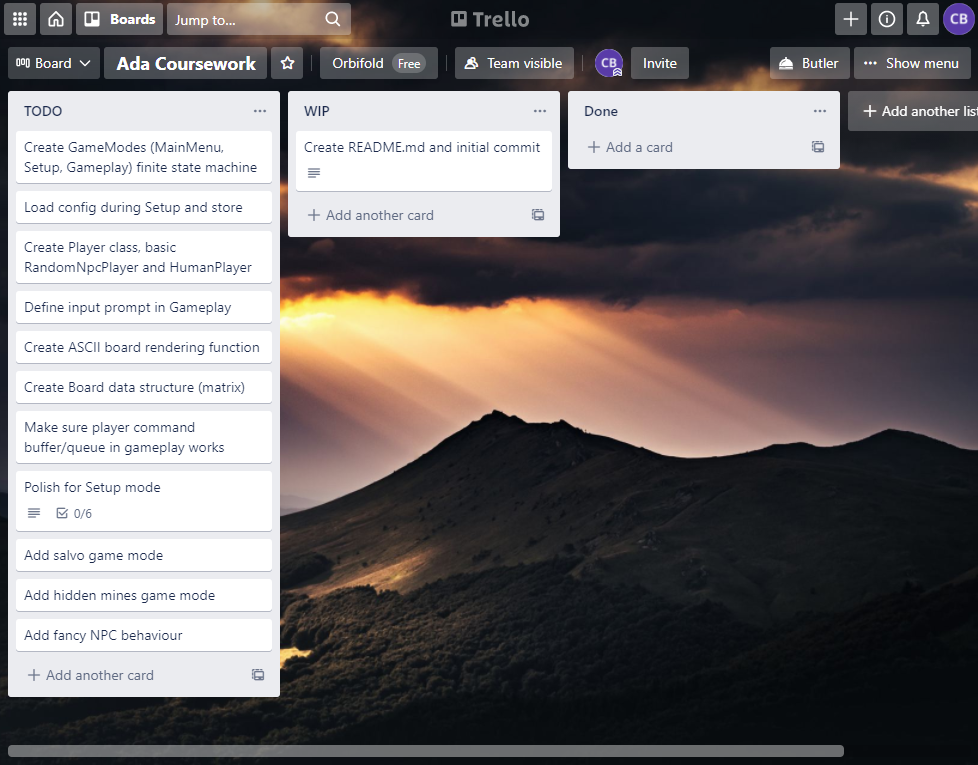 Boards
Jump to...
Trello
CB
Board
Ada Coursework
Orbifold Free
Team visible
CB
Invite
Butler
Show menu
TODO
Create GameModes (MainMenu,
Setup, Gameplay) finite state machine
Load config during Setup and store
Create Player class, basic
RandomNpcPlayer and HumanPlayer
Define input prompt in Gameplay
Create ASCII board rendering function
Create Board data structure (matrix)
Make sure player command
buffer/queue in gameplay works
Polish for Setup mode
0/6
Add salvo game mode
Add hidden mines game mode
Add fancy NPC behaviour
+ Add another card
WIP
Create README.md and initial commit
+ Add another card
Done
+ Add a card
+ Add another list